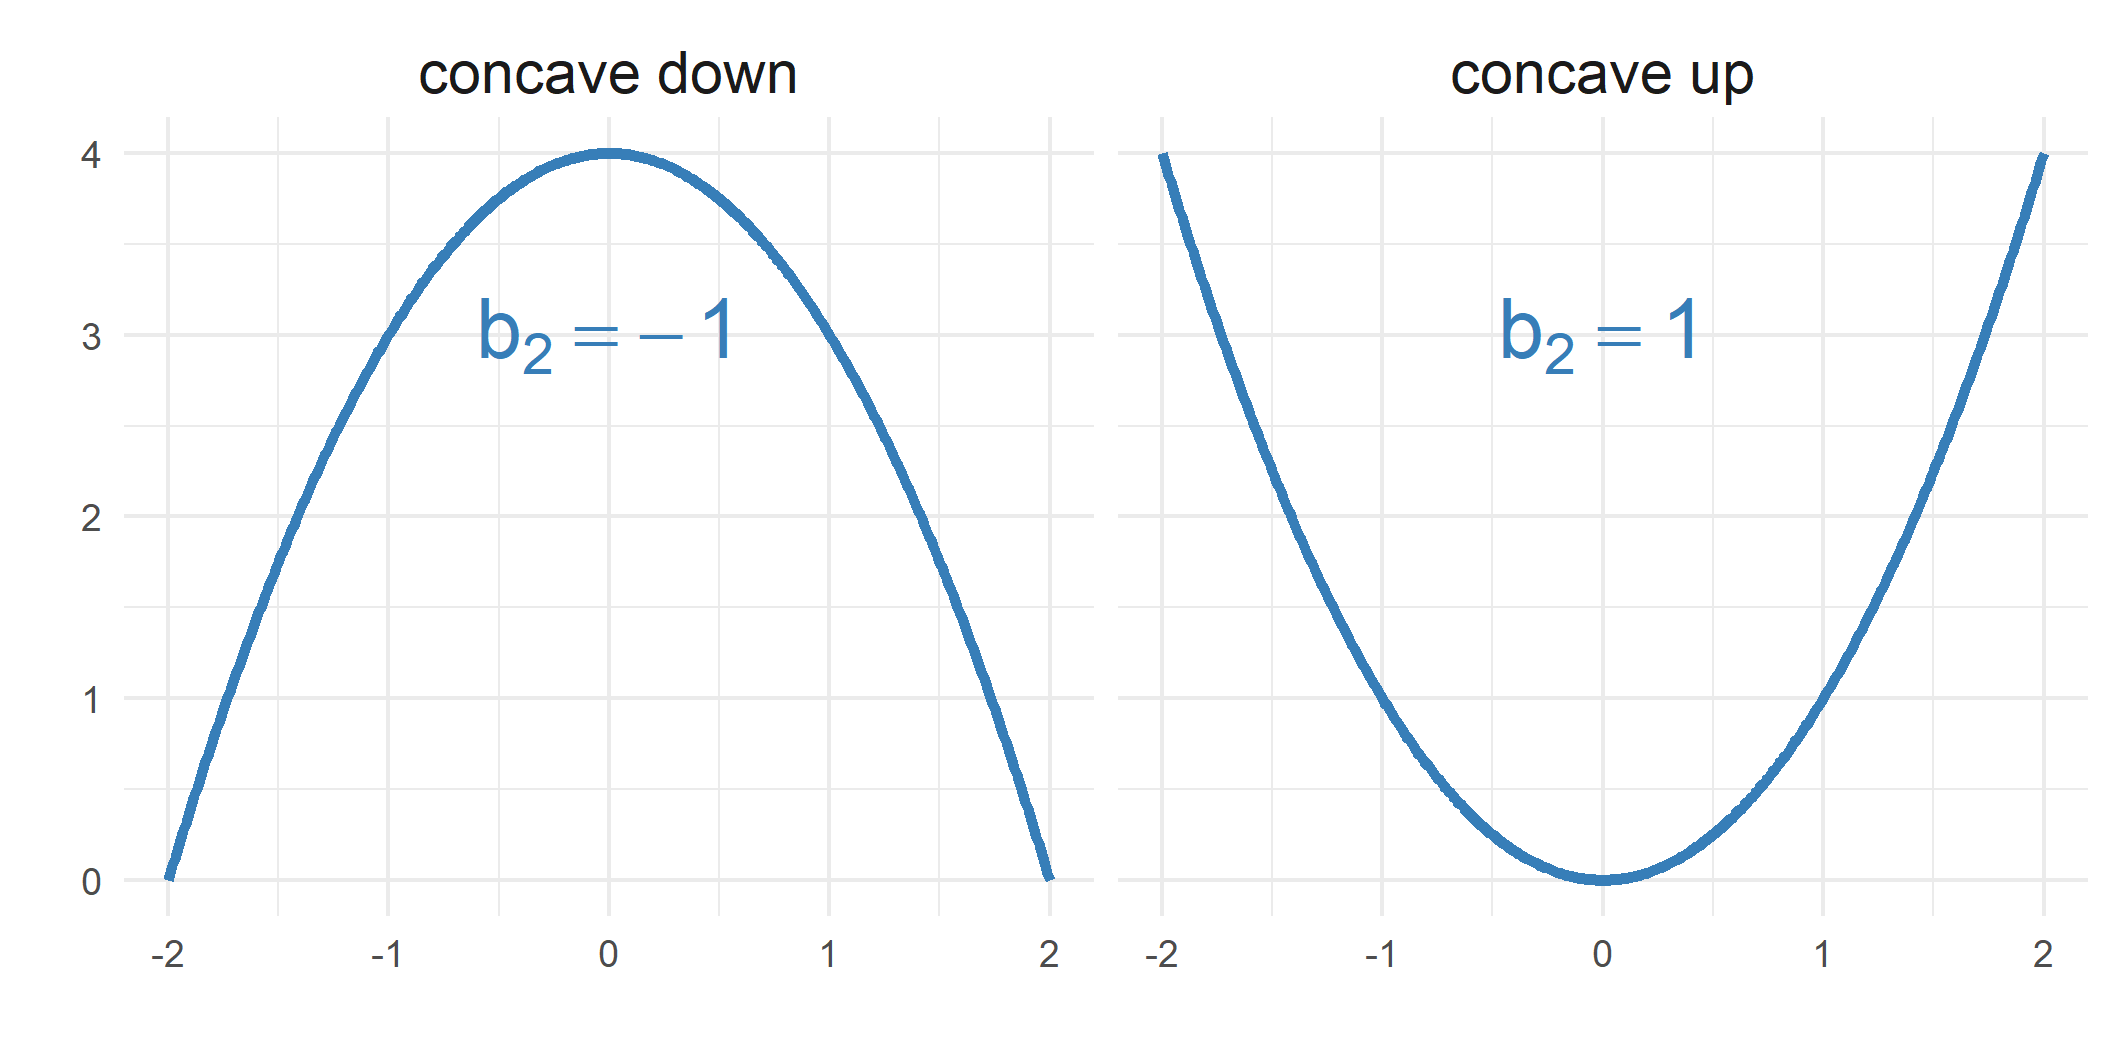 concave down
concave up
4
3
2
1
0
b₂ = − 1
b₂ = 1
-2 -1 0 1 2
-2 -1 0 1 2